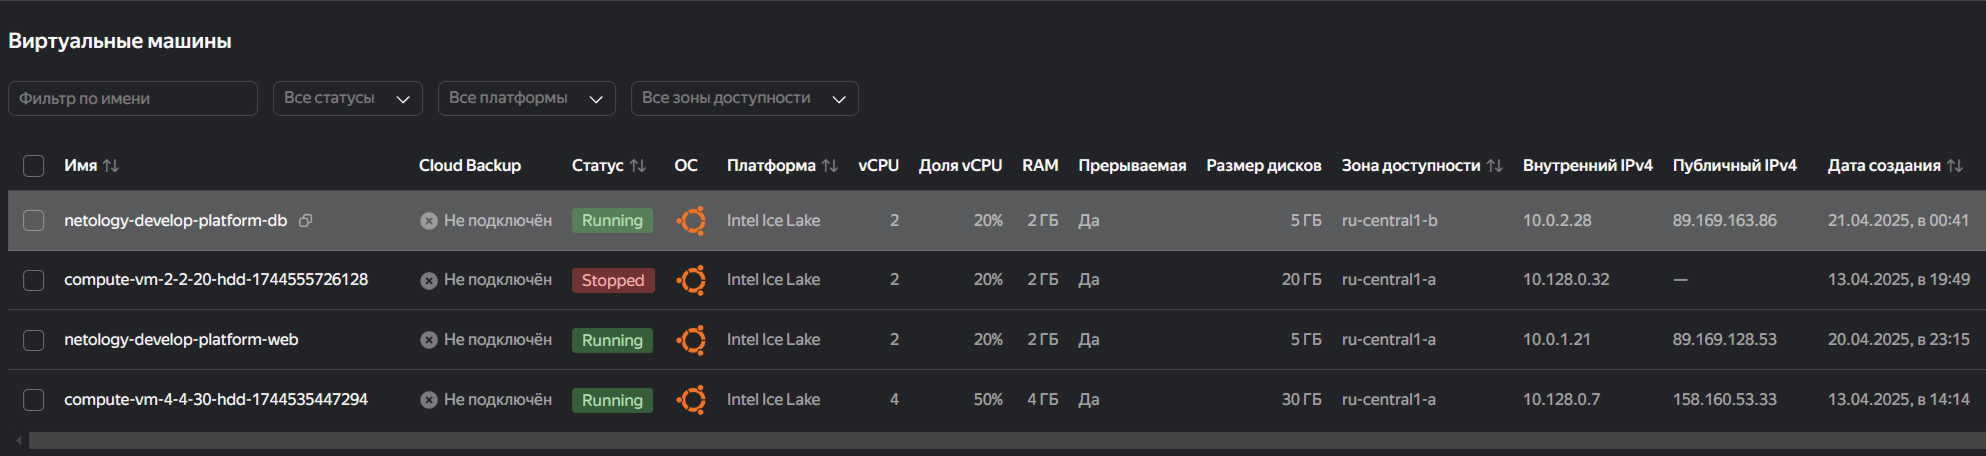 Виртуальные машины
Фильтр по имени Все статусы Все платформы Все зоны доступности
Имя Cloud Backup Статус ОС Платформа vCPU Доля vCPU RAM Прерываемая Размер дисков Зона доступности Внутренний IPv4 Публичный IPv4 Дата создания
netology-develop-platform-db Не подключён Running Intel Ice Lake 2 20% 2 ГБ Да 5 ГБ ru-central1-b 10.0.2.28 89.169.163.86 21.04.2025, в 00:41
compute-vm-2-2-20-hdd-1744555726128 Не подключён Stopped Intel Ice Lake 2 20% 2 ГБ Да 20 ГБ ru-central1-a 10.128.0.32 — 13.04.2025, в 19:49
netology-develop-platform-web Не подключён Running Intel Ice Lake 2 20% 2 ГБ Да 5 ГБ ru-central1-a 10.0.1.21 89.169.128.53 20.04.2025, в 23:15
compute-vm-4-4-30-hdd-1744535447294 Не подключён Running Intel Ice Lake 4 50% 4 ГБ Да 30 ГБ ru-central1-a 10.128.0.7 158.160.53.33 13.04.2025, в 14:14